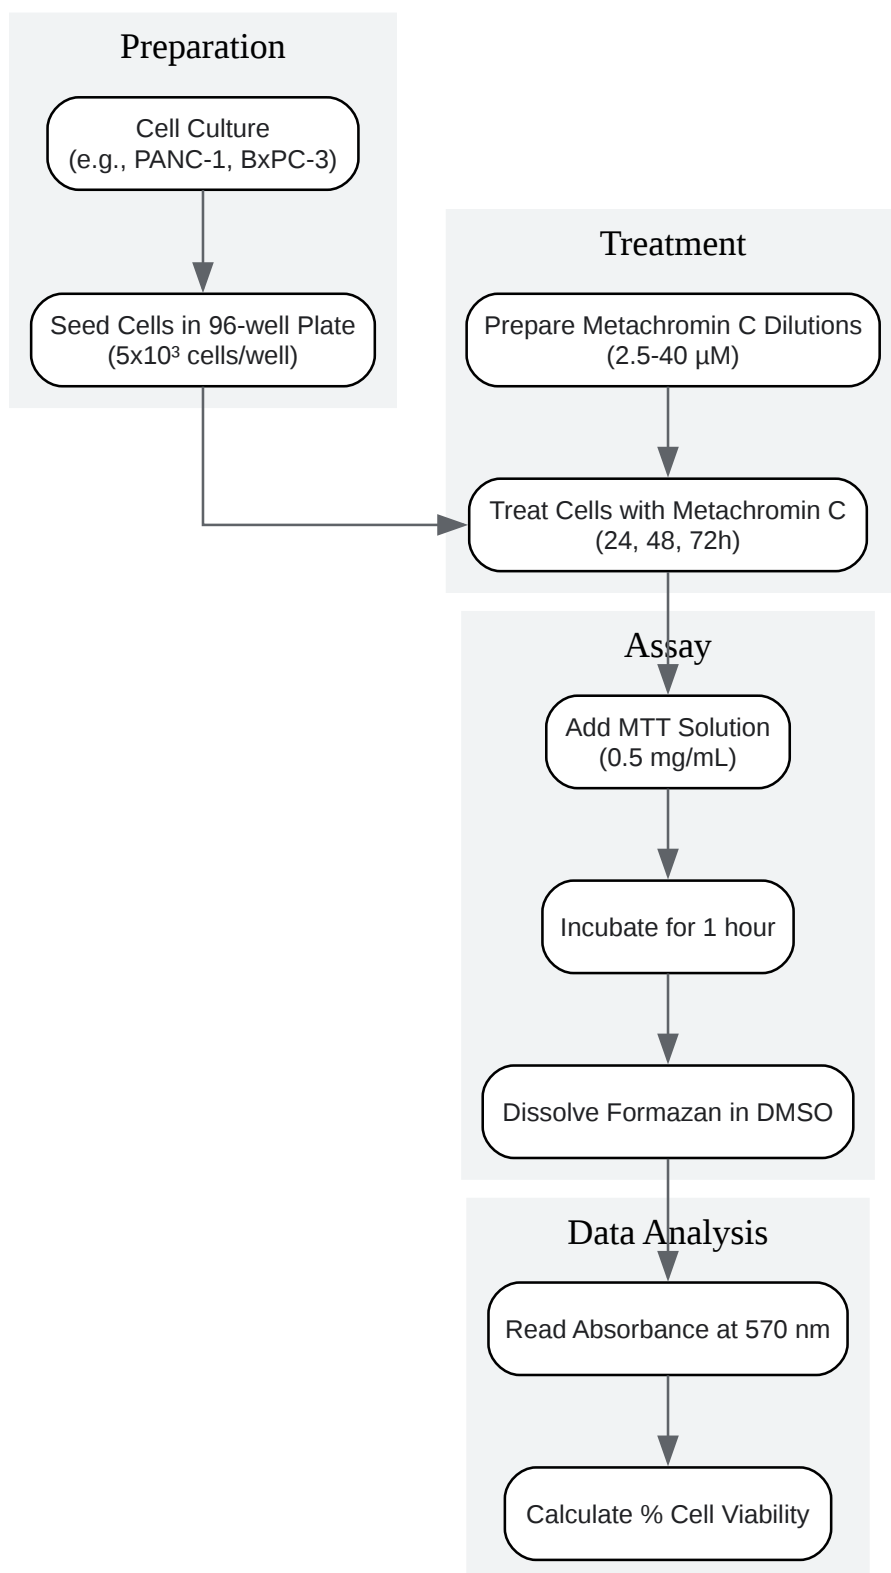 Preparation
Cell Culture
(e.g., PANC-1, BxPC-3)
Seed Cells in 96-well Plate
(5x10³ cells/well)
Treatment
Prepare Metachromin C Dilutions
(2.5-40 µM)
Treat Cells with Metachromin C
(24, 48, 72h)
Assay
Add MTT Solution
(0.5 mg/mL)
Incubate for 1 hour
Dissolve Formazan in DMSO
Data Analysis
Read Absorbance at 570 nm
Calculate % Cell Viability